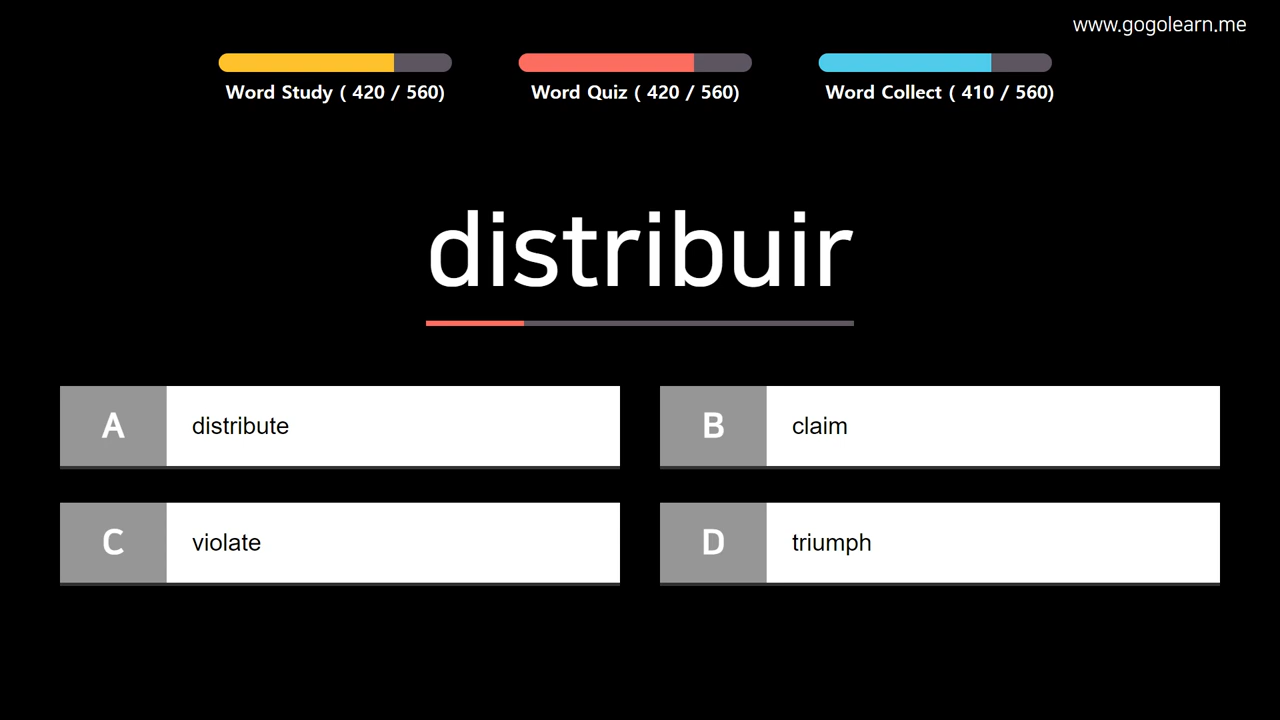 www.gogolearn.me
Word Study ( 420 / 560)
Word Quiz ( 420 / 560)
Word Collect ( 410 / 560)
distribuir
A distribute
B claim
C violate
D triumph